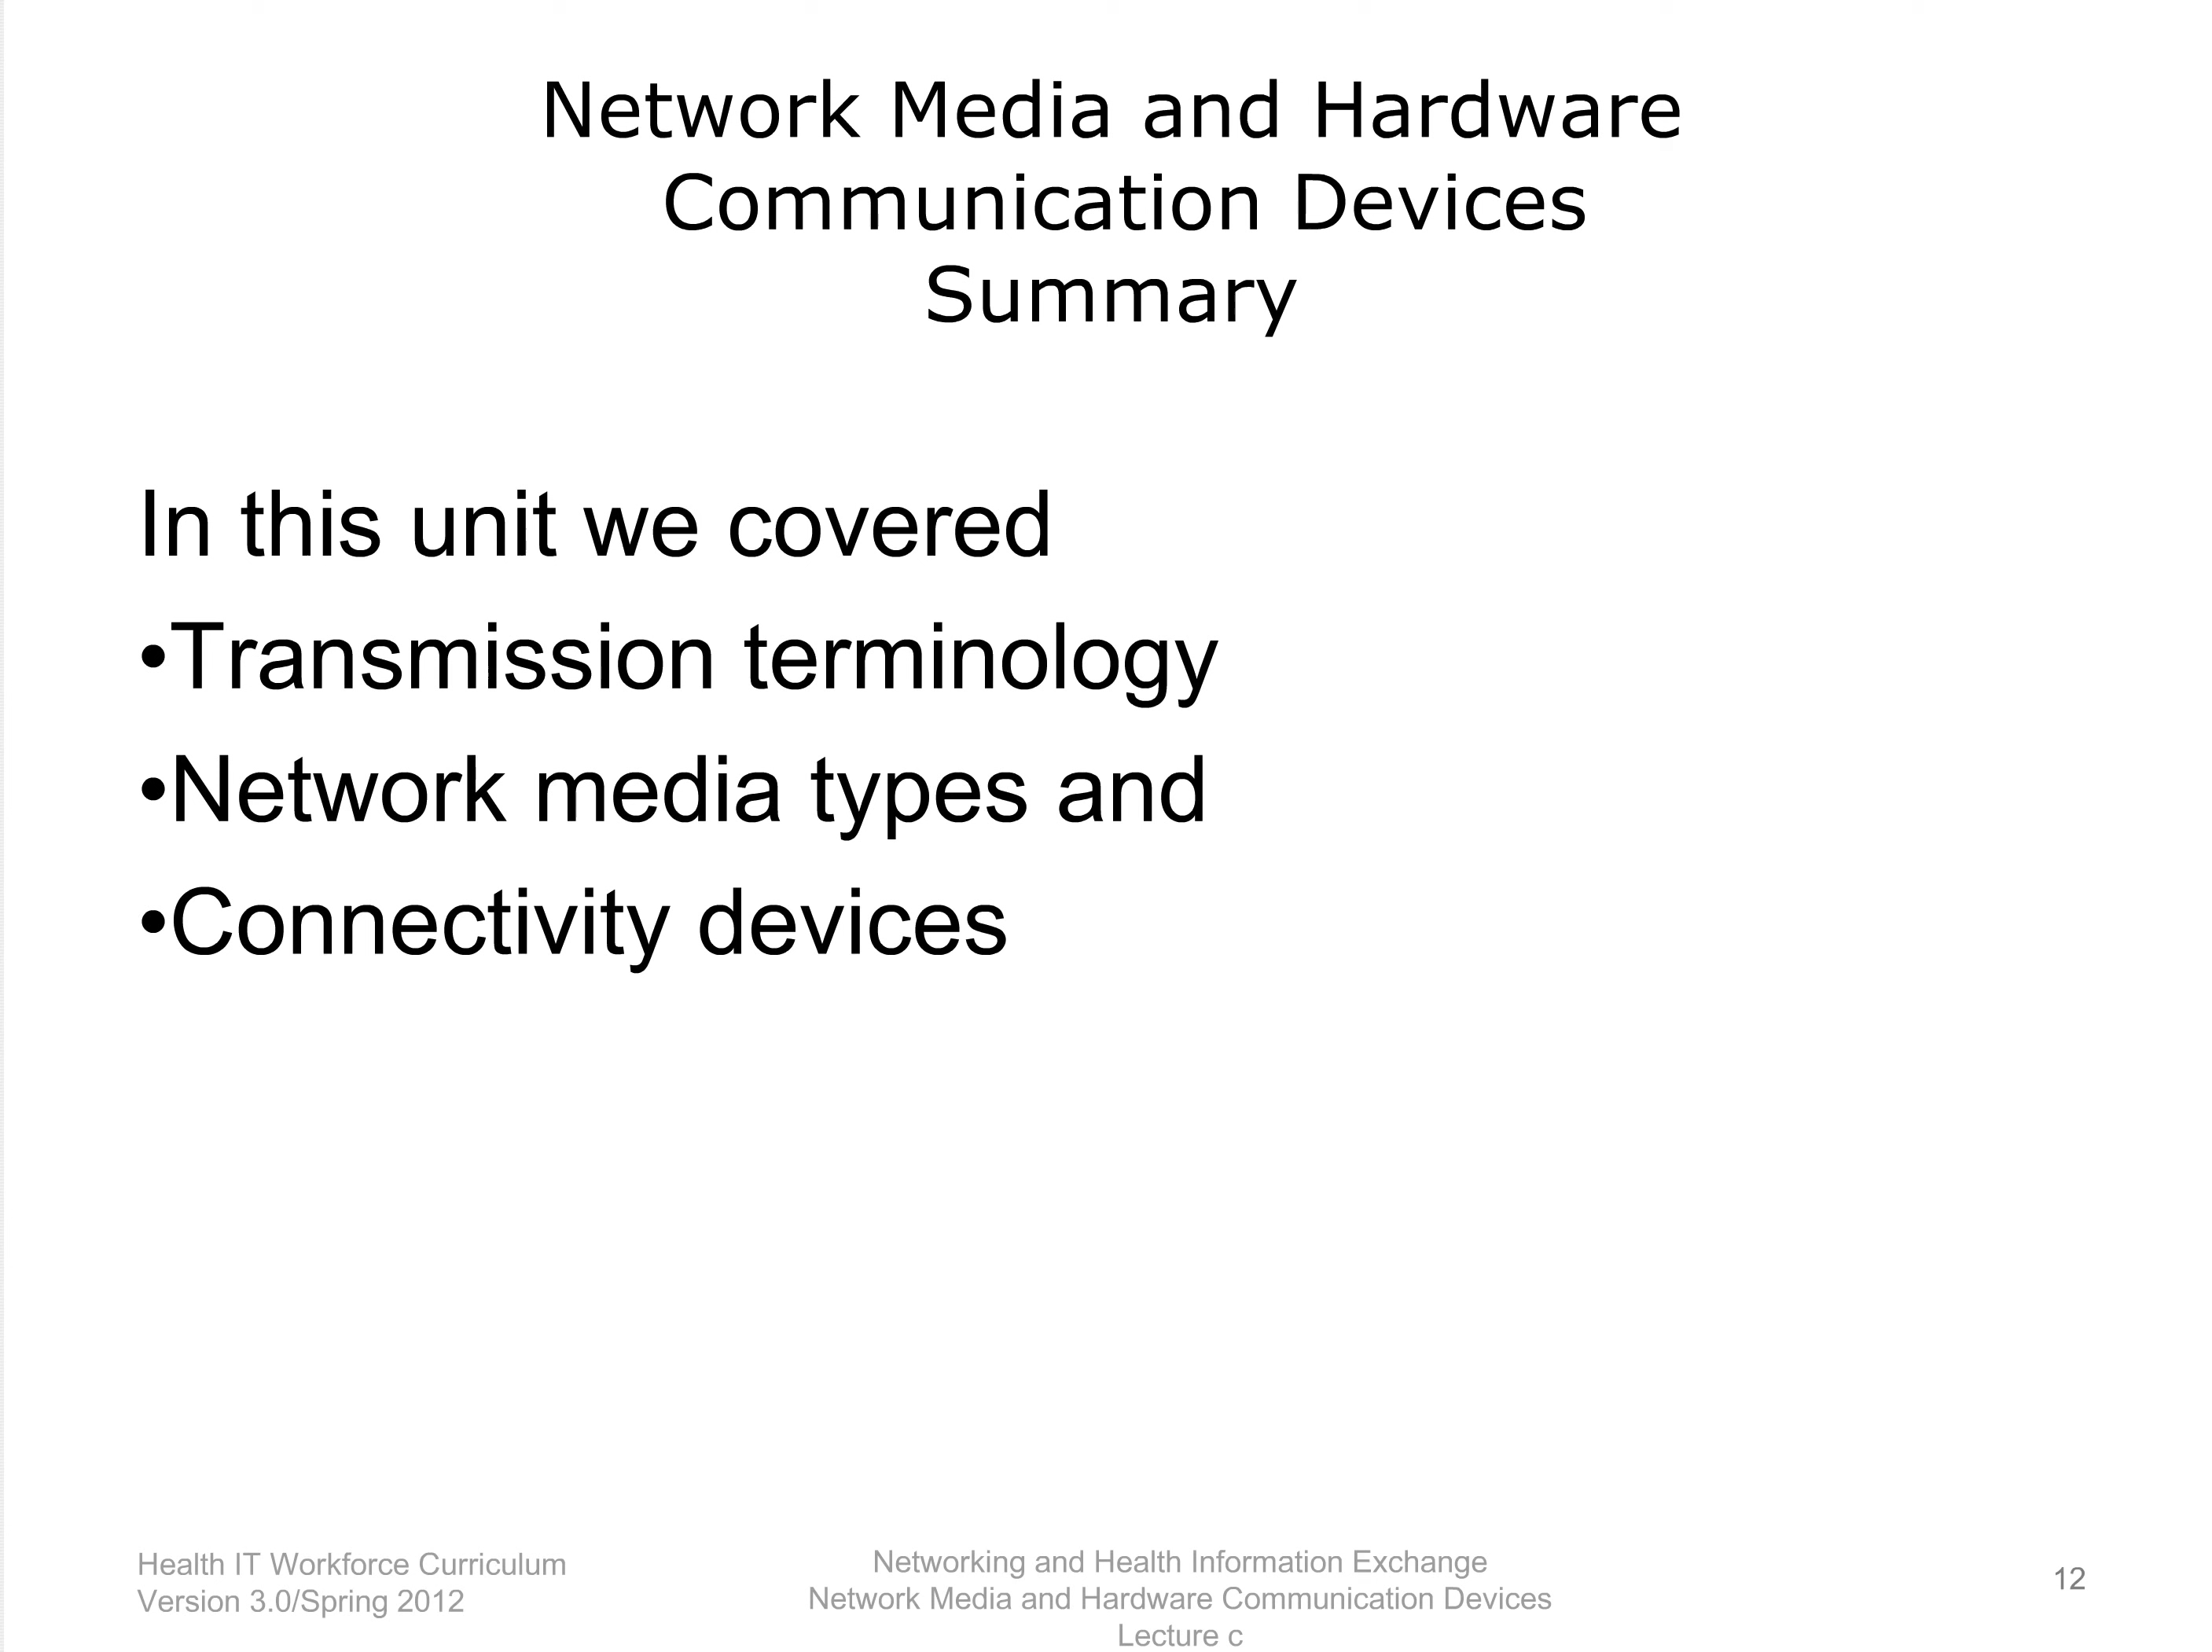 Network Media and Hardware
Communication Devices
Summary
In this unit we covered
•Transmission terminology
•Network media types and
•Connectivity devices
Health IT Workforce Curriculum
Version 3.0/Spring 2012
Networking and Health Information Exchange
Network Media and Hardware Communication Devices
Lecture c
12